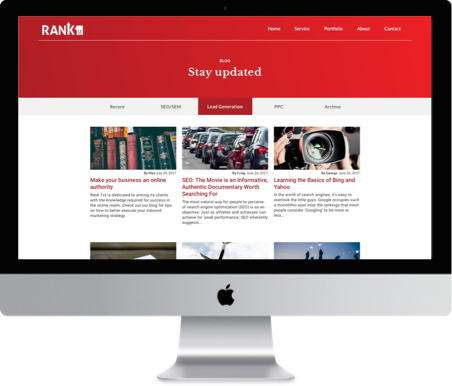 RANK
Home Service Portfolio About Contact
BLOG
Stay updated
Recent SEO/SEM Lead Generation PPC Archive
By Max July 20, 2017
Make your business an online
authority
Rank 1st is dedicated to arming its clients
with the knowledge required for success in
the online realm. Check out our blog for tips
on how to better execute your inbound
marketing strategy.
By Craig, June 26, 2017
SEO: The Movie is an Informative,
Authentic Documentary Worth
Searching For
The most natural way for people to perceive
of search engine optimization (SEO) is as an
objective. Just as athletes and actresses can
achieve for 'peak performance,' SEO inherently
suggests...
By George June 26, 2017
Learning the Basics of Bing and
Yahoo
In the world of search engines, it's easy to
overlook the little guys. Google occupies such
a monolithic spot atop the rankings that most
people consider 'Googling' to be more or
less...